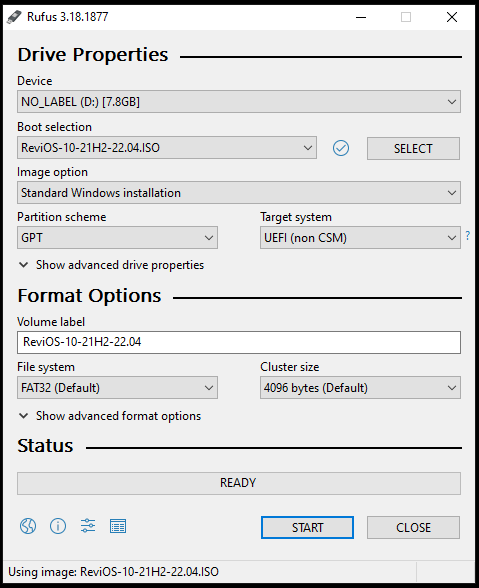 Rufus 3.18.1877
Drive Properties
Device
NO_LABEL (D:) [7.8GB]
Boot selection
ReviOS-10-21H2-22.04.ISO
SELECT
Image option
Standard Windows installation
Partition scheme
Target system
GPT
UEFI (non CSM)
?
Show advanced drive properties
Format Options
Volume label
ReviOS-10-21H2-22.04
File system
Cluster size
FAT32 (Default)
4096 bytes (Default)
Show advanced format options
Status
READY
START
CLOSE
Using image: ReviOS-10-21H2-22.04.ISO